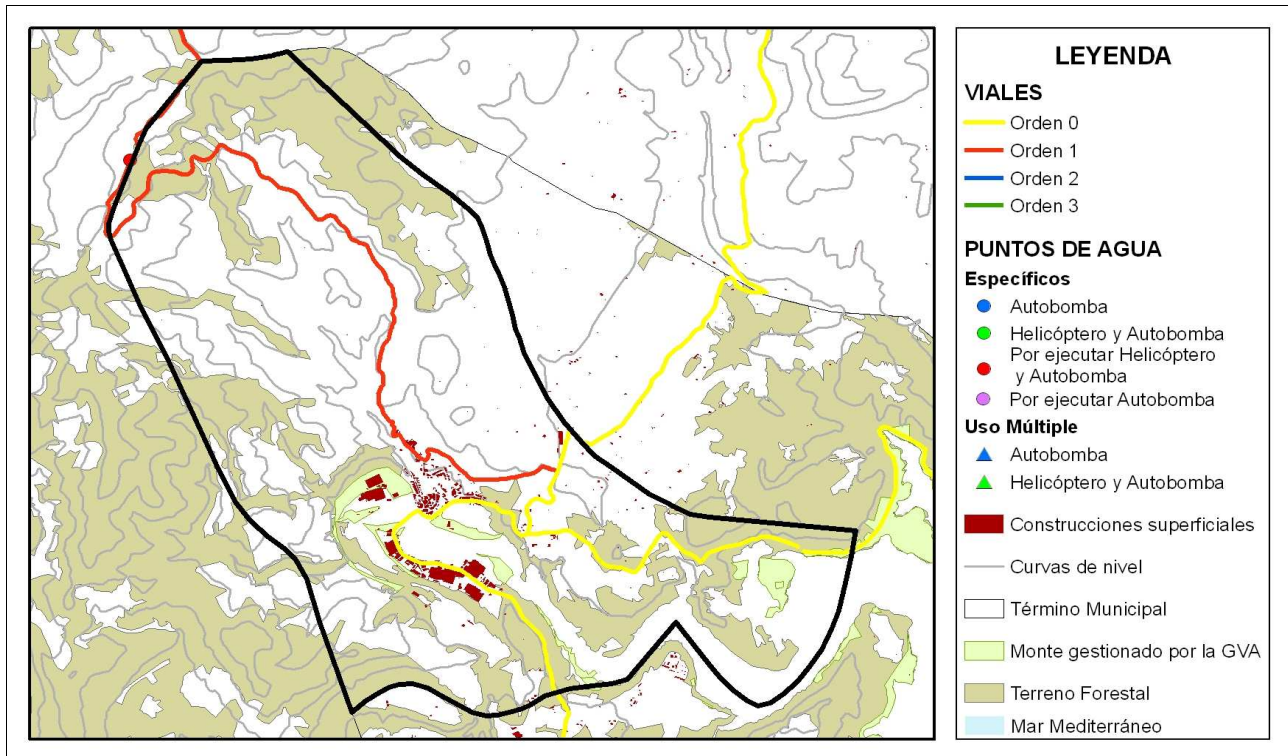 LEYENDA
VIALES
Orden 0
Orden 1
Orden 2
Orden 3
PUNTOS DE AGUA
Específicos
Autobomba
Helicóptero y Autobomba
Por ejecutar Helicóptero
y Autobomba
Por ejecutar Autobomba
Uso Múltiple
Autobomba
Helicóptero y Autobomba
Construcciones superficiales
Curvas de nivel
Término Municipal
Monte gestionado por la GVA
Terreno Forestal
Mar Mediterráneo